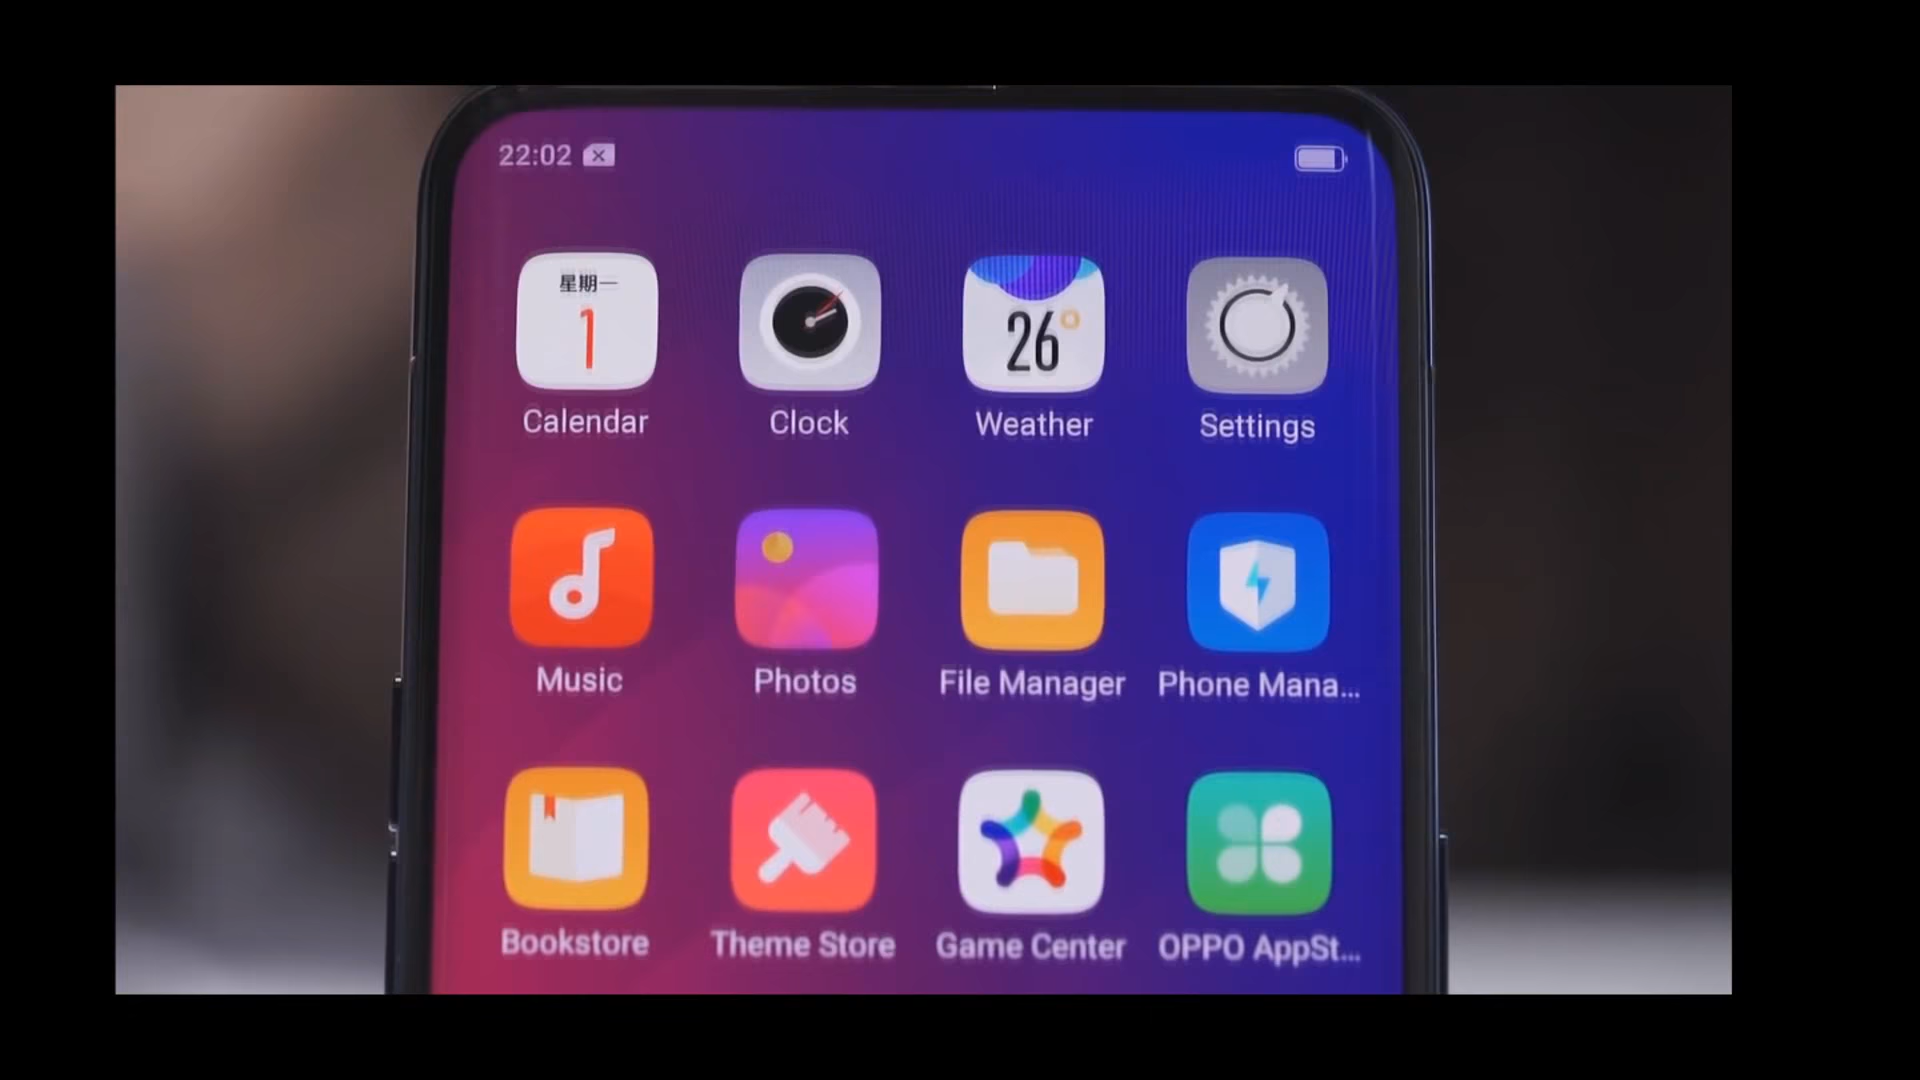 22:02
星期一
1
26°
Calendar
Clock
Weather
Settings
Music
Photos
File Manager
Phone Mana...
Bookstore
Theme Store
Game Center
OPPO AppSt...